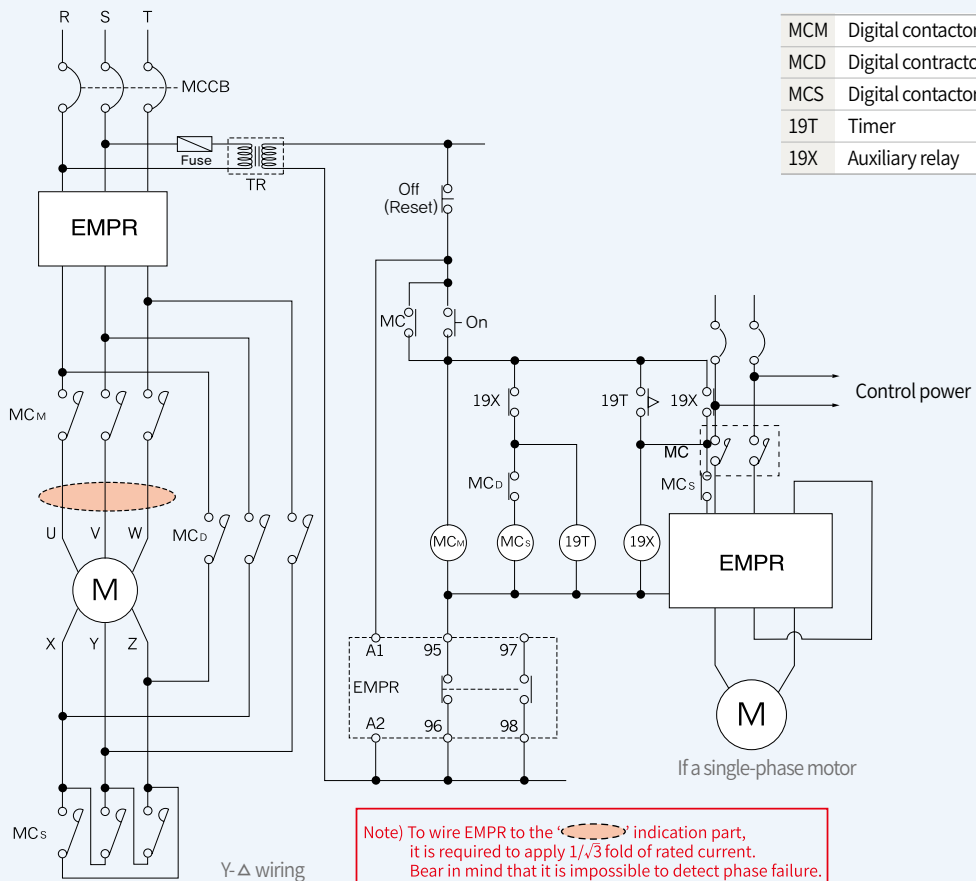 R S T
MCCB
Fuse
TR
EMPR
MCM
U V W
MCD
M
X Y Z
MCS
Y-Δ wiring
Off
(Reset)
MC
On
19X
19T
19X
MCD
MC
MCS
MCM
MCS
19T
19X
A1 95 97
EMPR
A2 96 98
MCM Digital contactor
MCD Digital contracto
MCS Digital contactor
19T Timer
19X Auxiliary relay
Control power
EMPR
M
If a single-phase motor
Note) To wire EMPR to the ‘ ’ indication part,
it is required to apply 1/√3 fold of rated current.
Bear in mind that it is impossible to detect phase failure.